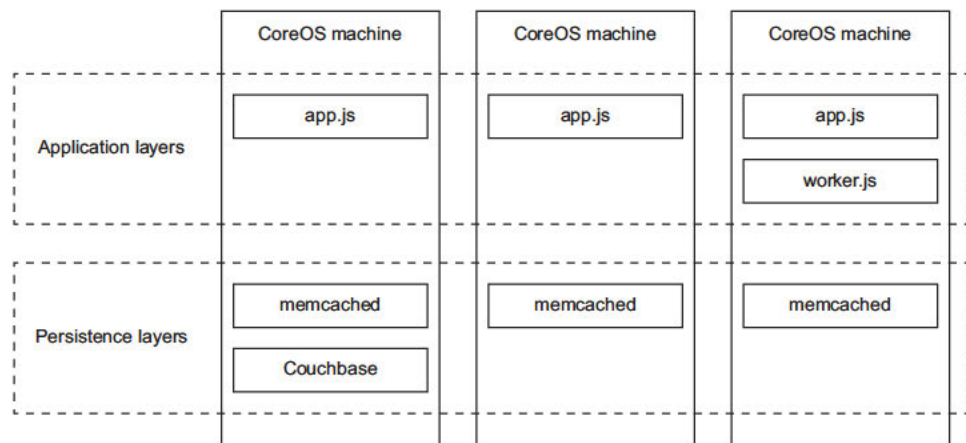 CoreOS machine
CoreOS machine
CoreOS machine
Application layers
app.js
app.js
app.js
worker.js
Persistence layers
memcached
memcached
memcached
Couchbase